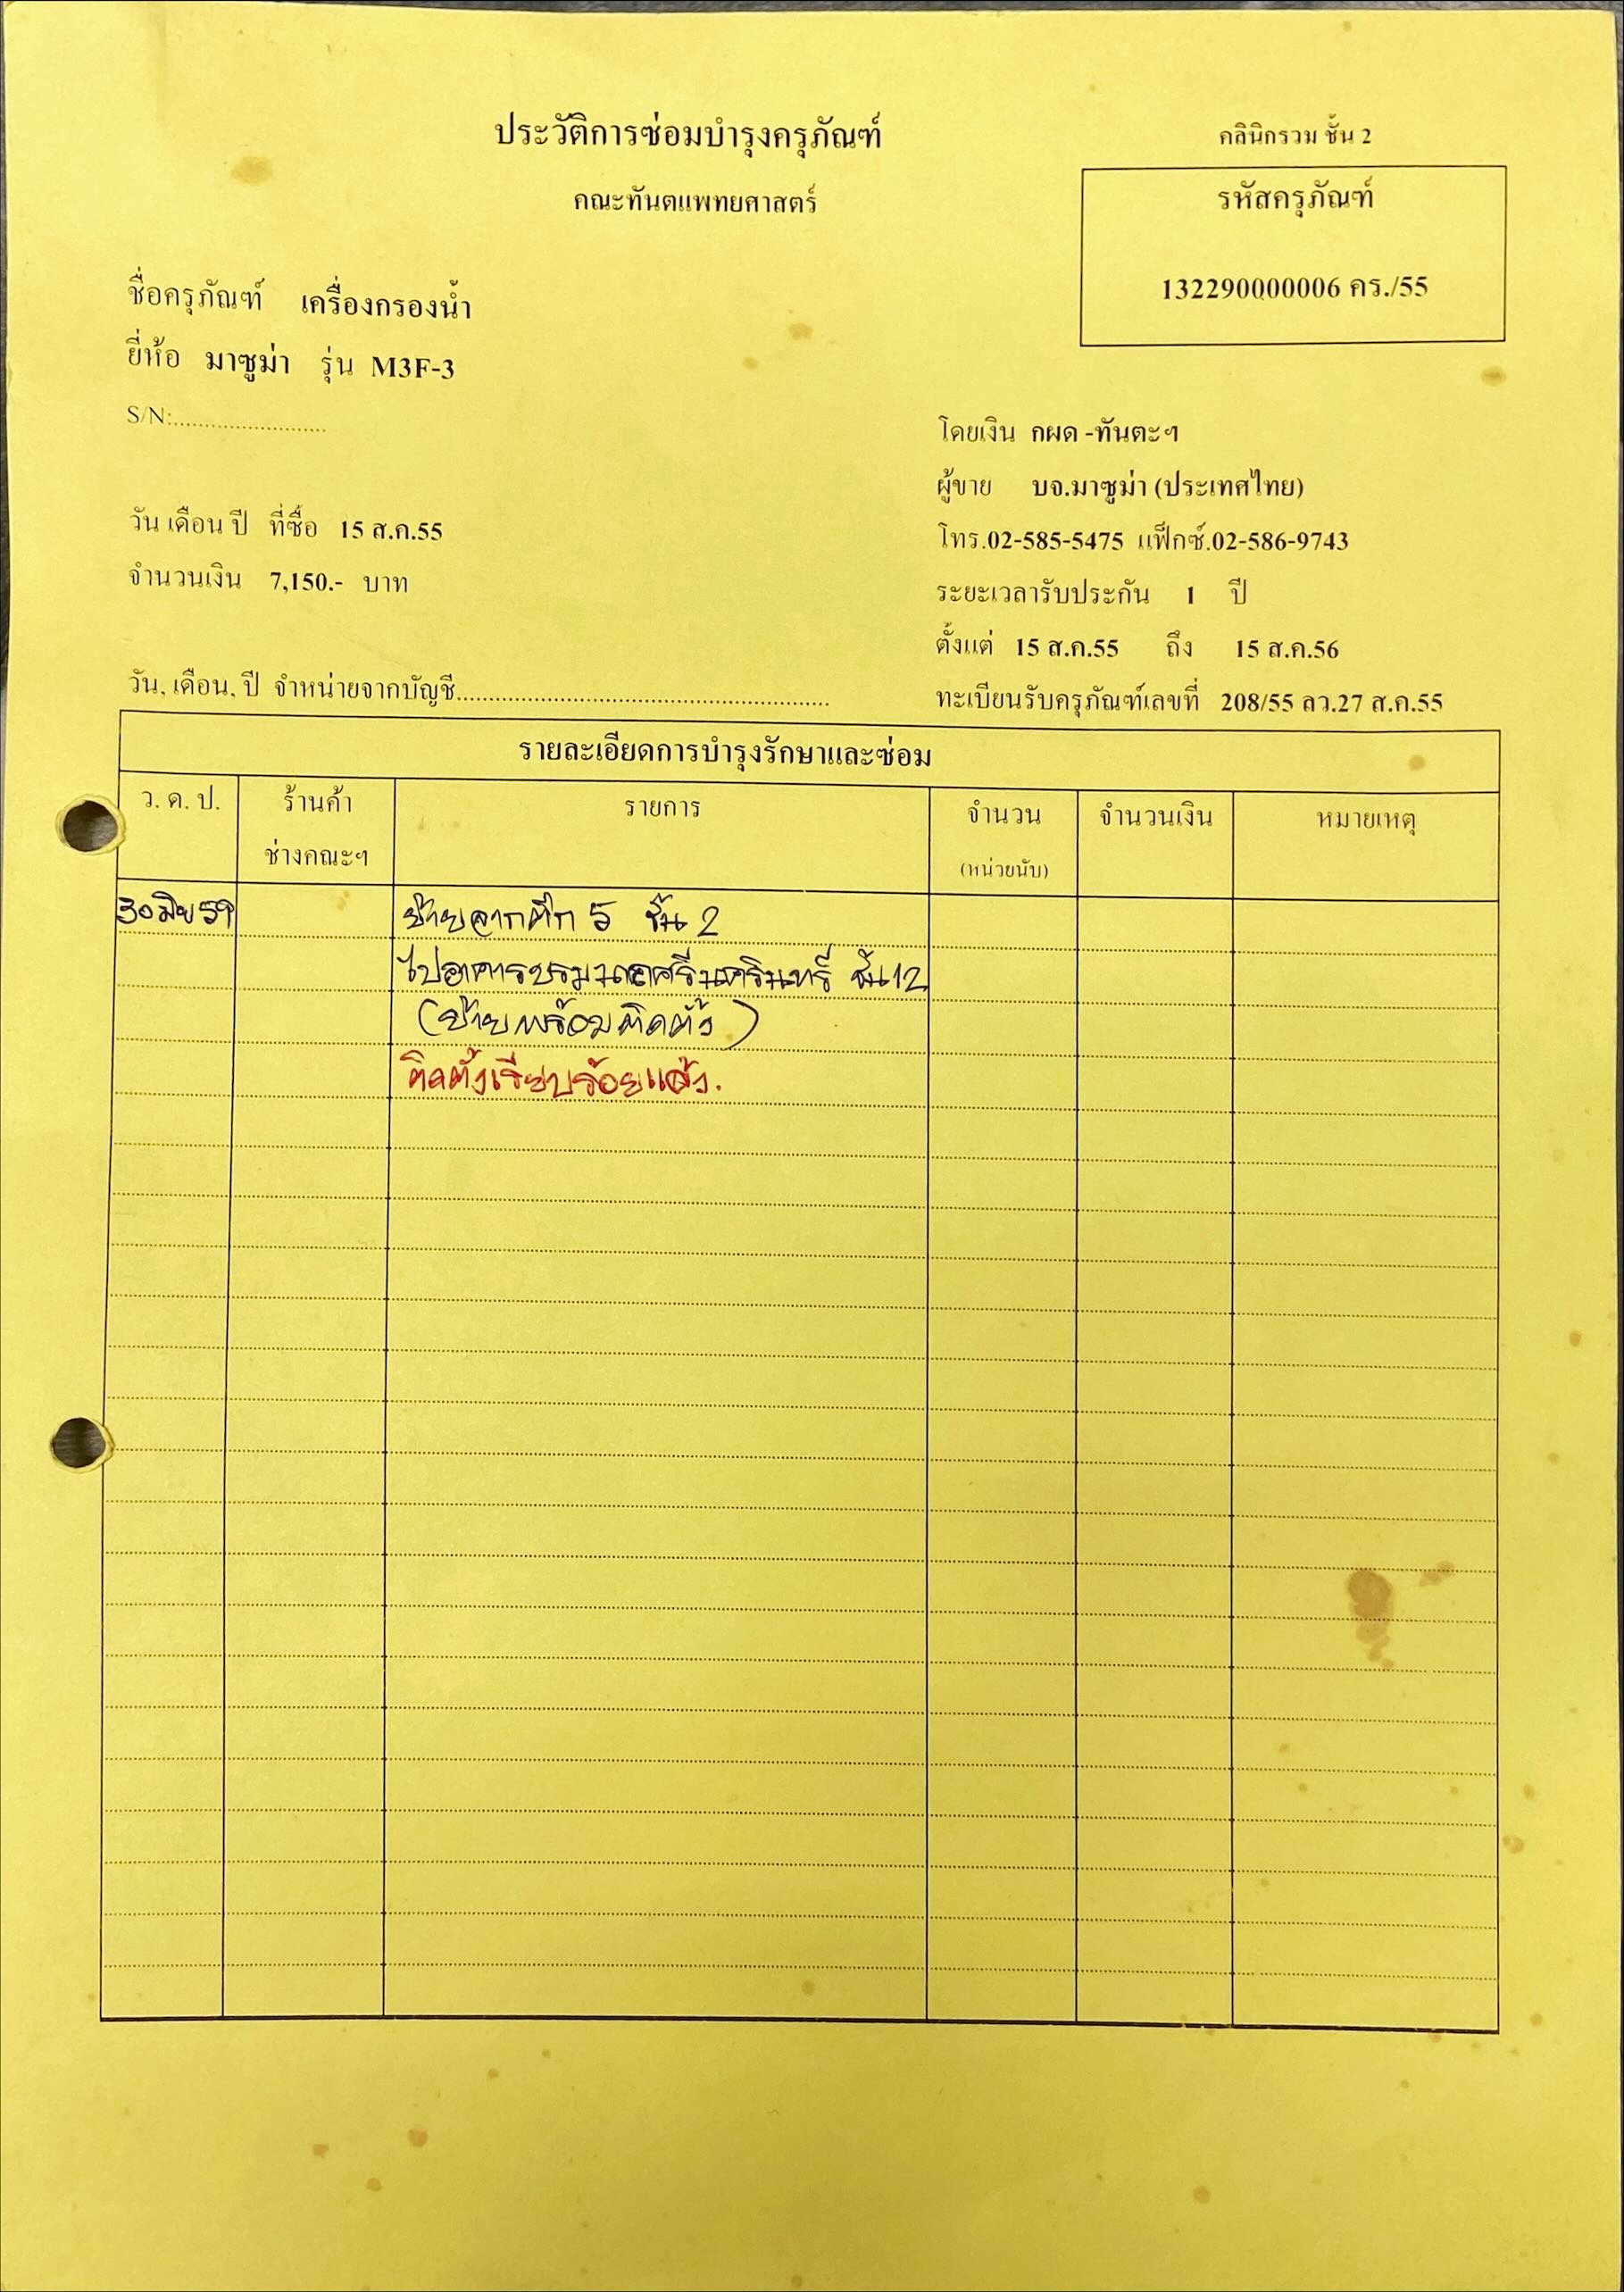 ประวัติการซ่อมบำรุงครุภัณฑ์
คลินิกรวม ชั้น 2
คณะทันตแพทยศาสตร์
รหัสครุภัณฑ์
132290000006 คร./55
ชื่อครุภัณฑ์ เครื่องกรองน้ำ
ยี่ห้อ มาซูม่า รุ่น M3F-3
S/N:.........................
โดยเงิน กผด -ทันตะฯ
ผู้ขาย บจ.มาซูม่า (ประเทศไทย)
วัน เดือน ปี ที่ซื้อ 15 ส.ค.55
โทร.02-585-5475 แฟ็กซ์.02-586-9743
จำนวนเงิน 7,150.- บาท
ระยะเวลารับประกัน 1 ปี
ตั้งแต่ 15 ส.ค.55 ถึง 15 ส.ค.56
วัน, เดือน, ปี จำหน่ายจากบัญชี.........................................................
ทะเบียนรับครุภัณฑ์เลขที่ 208/55 ลว.27 ส.ค.55
รายละเอียดการบำรุงรักษาและซ่อม
ว. ด. ป. ร้านค้า รายการ จำนวน จำนวนเงิน หมายเหตุ
ช่างคณะฯ (หน่วยนับ)
30 มิย 59 ย้ายจากตึก 5 ชั้น 2
ไปอาคารบรมนาถศรีนครินทร์ ชั้น 12
(ย้ายพร้อมติดตั้ง)
ติดตั้งเรียบร้อยแล้ว.